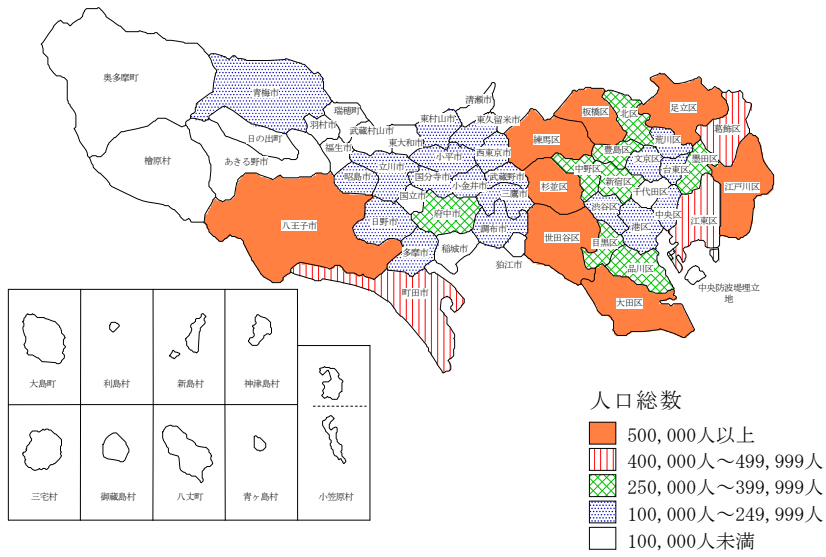 奥多摩町
青梅市
瑞穂町
羽村市
武蔵村山市
日の出町
福生市
檜原村
あきる野市
昭島市
立川市
東大和市
東村山市
清瀬市
東久留米市
小平市
西東京市
国分寺市
小金井市
武蔵野市
三鷹市
国立市
府中市
八王子市
日野市
多摩市
稲城市
調布市
狛江市
町田市
板橋区
北区
足立区
葛飾区
練馬区
豊島区
荒川区
文京区
台東区
墨田区
中野区
杉並区
新宿区
千代田区
江戸川区
渋谷区
中央区
江東区
港区
世田谷区
目黒区
品川区
大田区
中央防波堤埋立
地
大島町
利島村
新島村
神津島村
三宅村
御蔵島村
八丈町
青ヶ島村
小笠原村
人口総数
500,000人以上
400,000人～499,999人
250,000人～399,999人
100,000人～249,999人
100,000人未満